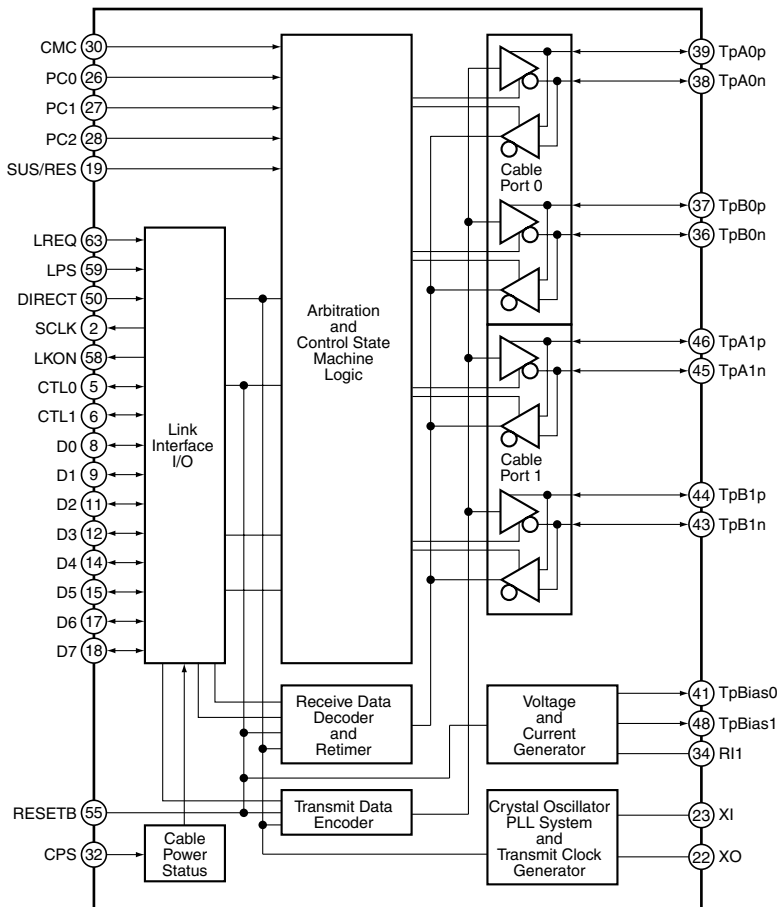 CMC 30
PC0 26
PC1 27
PC2 28
SUS/RES 19
LREQ 63
LPS 59
DIRECT 50
SCLK 2
LKON 58
CTL0 5
CTL1 6
D0 8
D1 9
D2 11
D3 12
D4 14
D5 15
D6 17
D7 18
RESETB 55
CPS 32
Link
Interface
I/O
Cable
Power
Status
Arbitration
and
Control State
Machine
Logic
Receive Data
Decoder
and
Retimer
Transmit Data
Encoder
Cable
Port 0
Cable
Port 1
Voltage
and
Current
Generator
Crystal Oscillator
PLL System
and
Transmit Clock
Generator
39 TpA0p
38 TpA0n
37 TpB0p
36 TpB0n
46 TpA1p
45 TpA1n
44 TpB1p
43 TpB1n
41 TpBias0
48 TpBias1
34 RI1
23 XI
22 XO